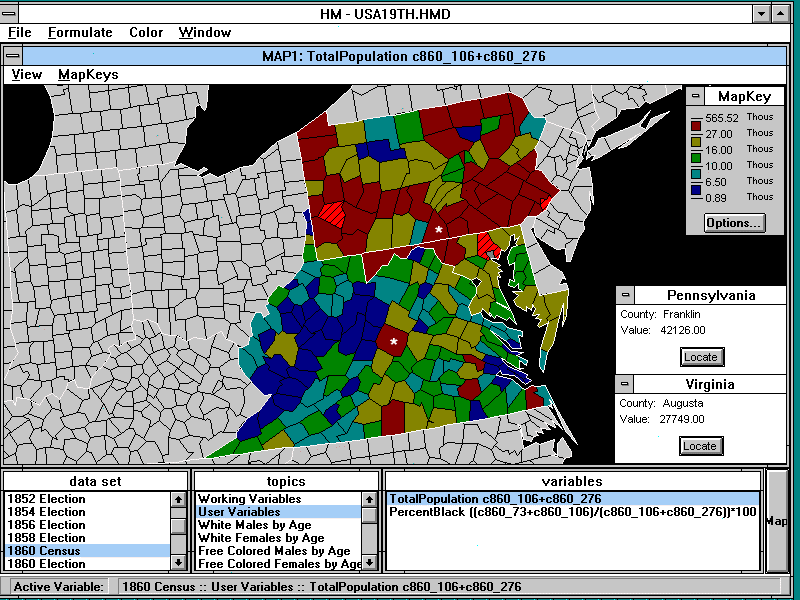 HM - USA19TH.HMD
File Formulate Color Window
MAP1: TotalPopulation c860_106+c860_276
View MapKeys
MapKey
565.52 Thous
27.00 Thous
16.00 Thous
10.00 Thous
6.50 Thous
0.89 Thous
Options...
Pennsylvania
County: Franklin
Value: 42126.00
Locate
Virginia
County: Augusta
Value: 27749.00
Locate
data set
1852 Election
1854 Election
1856 Election
1858 Election
1860 Census
1860 Election
topics
Working Variables
User Variables
White Males by Age
White Females by Age
Free Colored Males by Age
Free Colored Females by Age
variables
TotalPopulation c860_106+c860_276
PercentBlack ((c860_73+c860_106)/(c860_106+c860_276))*100
Map
Active Variable: 1860 Census :: User Variables :: TotalPopulation c860_106+c860_276